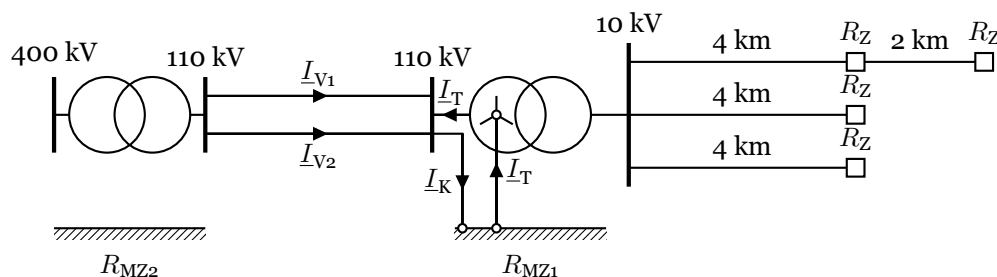 400 kV
110 kV
I_V1
I_V2
110 kV
I_T
I_K
I_T
10 kV
4 km
R_Z
2 km
R_Z
4 km
R_Z
4 km
R_Z
R_MZ2
R_MZ1